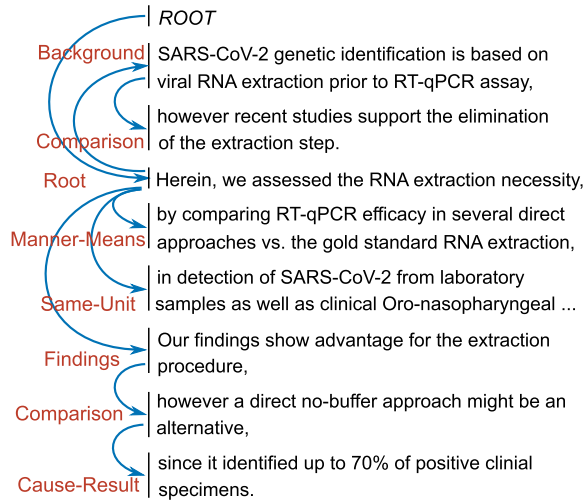 ROOT
Background SARS-CoV-2 genetic identification is based on
viral RNA extraction prior to RT-qPCR assay,
however recent studies support the elimination
Comparison of the extraction step.
Root Herein, we assessed the RNA extraction necessity,
by comparing RT-qPCR efficacy in several direct
Manner-Means approaches vs. the gold standard RNA extraction,
in detection of SARS-CoV-2 from laboratory
Same-Unit samples as well as clinical Oro-nasopharyngeal ...
Our findings show advantage for the extraction
Findings procedure,
however a direct no-buffer approach might be an
Comparison alternative,
since it identified up to 70% of positive clinial
Cause-Result specimens.